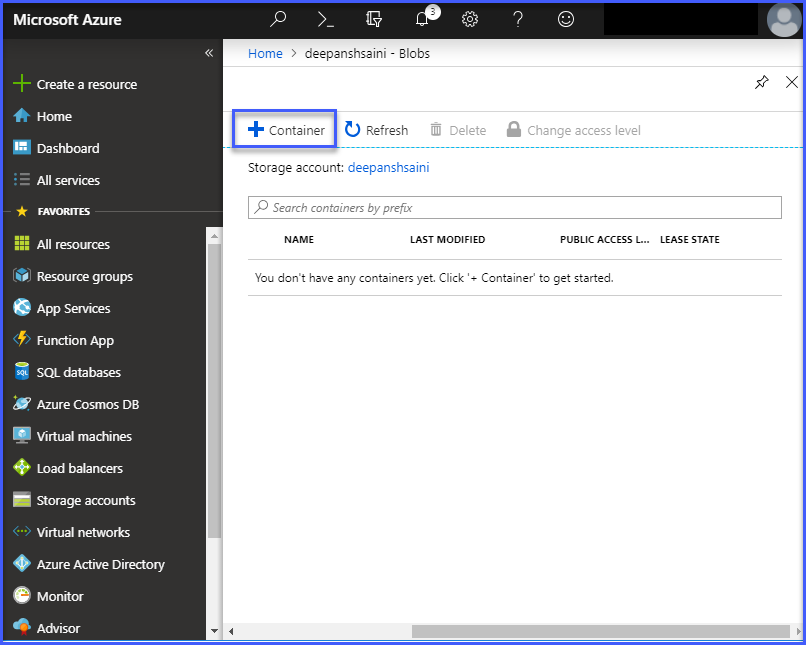 Microsoft Azure
3
«
Home > deepanshsaini - Blobs
Create a resource
Home
Dashboard
All services
FAVORITES
All resources
Resource groups
App Services
Function App
SQL databases
Azure Cosmos DB
Virtual machines
Load balancers
Storage accounts
Virtual networks
Azure Active Directory
Monitor
Advisor
+ Container Refresh Delete Change access level
Storage account: deepanshsaini
Search containers by prefix
NAME LAST MODIFIED PUBLIC ACCESS L... LEASE STATE
You don't have any containers yet. Click '+ Container' to get started.